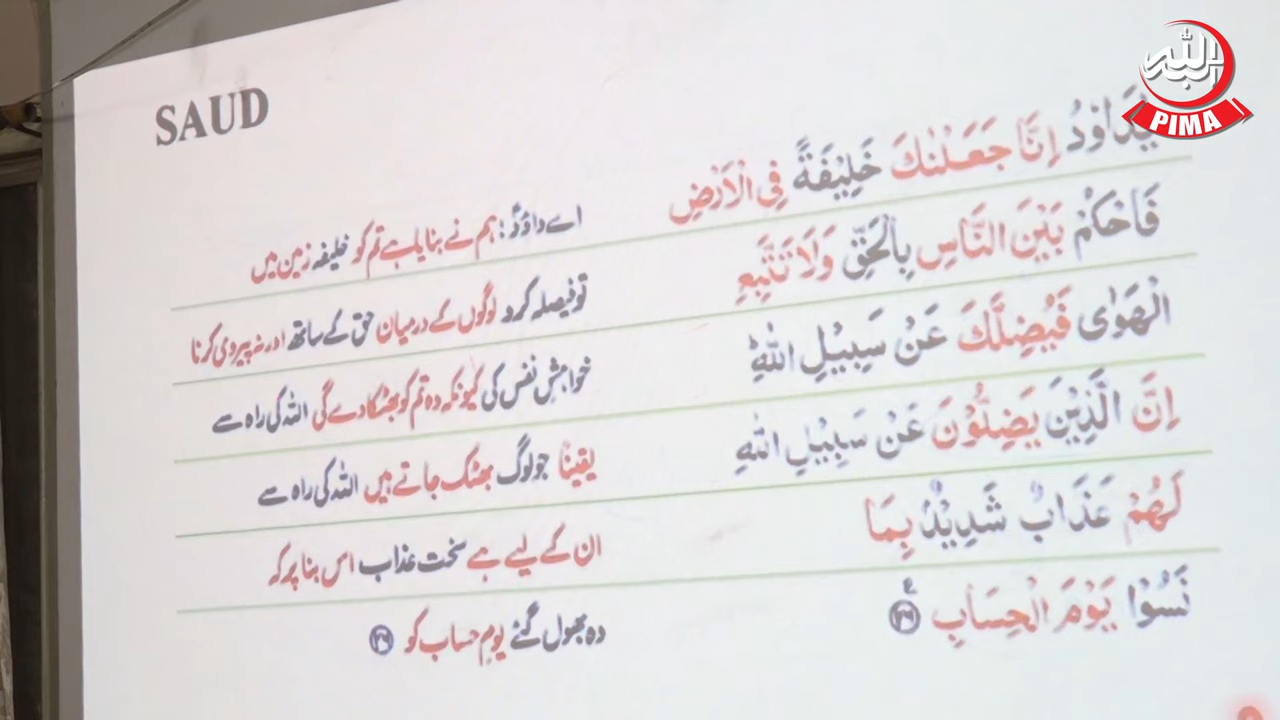 SAUD
الله
PIMA
يٰدَاوٗدُ اِنَّا جَعَلْنٰكَ خَلِيْفَةً فِى الْاَرْضِ
اے داوٗدؑ: ہم نے بنایا ہے تم کو خلیفہ زمین میں
فَاحْكُمْ بَيْنَ النَّاسِ بِالْحَقِّ وَلَا تَتَّبِعِ
تو فیصلہ کرو لوگوں کے درمیان حق کے ساتھ اور نہ پیروی کرنا
الْهَوٰى فَيُضِلَّكَ عَنْ سَبِيْلِ اللّٰهِ
خواہشِ نفس کی کیونکہ وہ تم کو بھٹکا دے گی اللہ کی راہ سے
اِنَّ الَّذِيْنَ يَضِلُّوْنَ عَنْ سَبِيْلِ اللّٰهِ
یقیناً جو لوگ بھٹک جاتے ہیں اللہ کی راہ سے
لَهُمْ عَذَابٌ شَدِيْدٌۢ بِمَا
ان کے لیے ہے سخت عذاب اس بنا پر کہ
نَسُوْا يَوْمَ الْحِسَابِ ۧ ۲۶
وہ بھول گئے یومِ حساب کو ۲۶